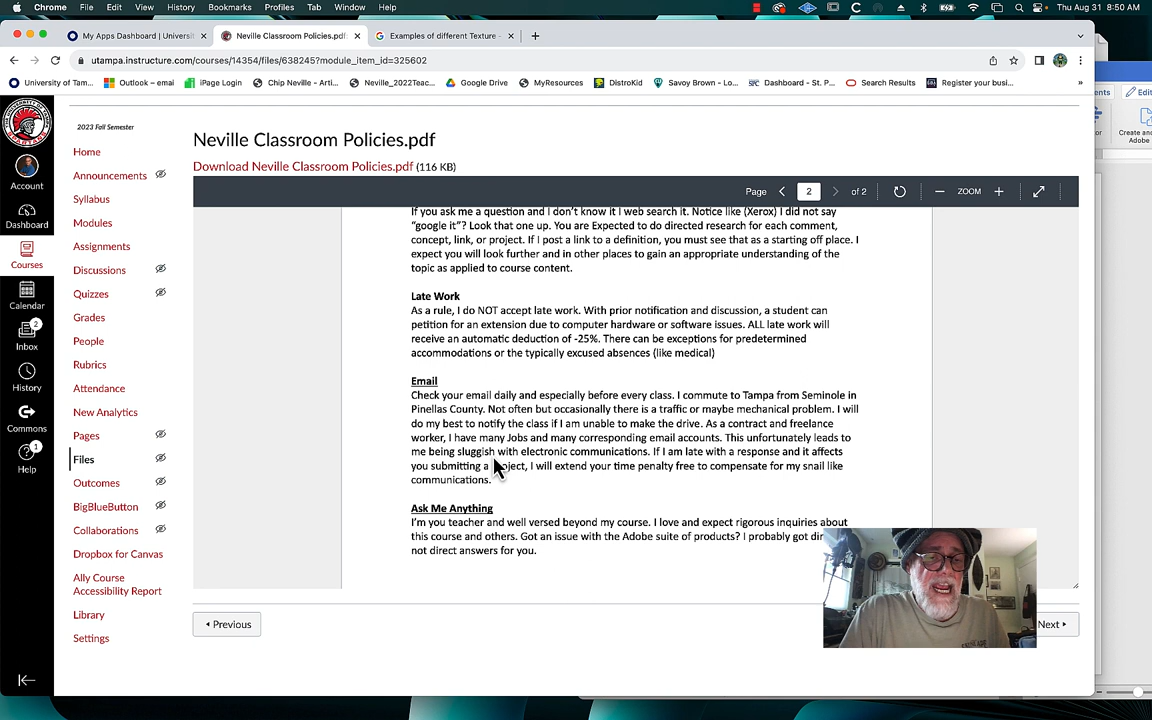 Chrome File Edit View History Bookmarks Profiles Tab Window Help Thu Aug 31 8:50 AM
My Apps Dashboard | Universit Neville Classroom Policies.pdf: Examples of different Texture -
utampa.instructure.com/courses/14354/files/638245?module_item_id=325602
University of Tam... Outlook – emai iPage Login Chip Neville - Arti... Neville_2022Teac... Google Drive MyResources DistroKid Savoy Brown - Lo... Dashboard - St. P... Search Results Register your busi... »
ents Edit
2023 Fall Semester
Neville Classroom Policies.pdf
Download Neville Classroom Policies.pdf (116 KB)
Create and
Adobe
Account
Dashboard
Courses
Calendar
2
Inbox
History
Commons
1
Help
Home
Announcements
Syllabus
Modules
Assignments
Discussions
Quizzes
Grades
People
Rubrics
Attendance
New Analytics
Pages
Files
Outcomes
BigBlueButton
Collaborations
Dropbox for Canvas
Ally Course
Accessibility Report
Library
Settings
Page 2 of 2 ZOOM
If you ask me a question and I don't know it I web search it. Notice like (Xerox) I did not say
"google it"? Look that one up. You are Expected to do directed research for each comment,
concept, link, or project. If I post a link to a definition, you must see that as a starting off place. I
expect you will look further and in other places to gain an appropriate understanding of the
topic as applied to course content.
Late Work
As a rule, I do NOT accept late work. With prior notification and discussion, a student can
petition for an extension due to computer hardware or software issues. ALL late work will
receive an automatic deduction of -25%. There can be exceptions for predetermined
accommodations or the typically excused absences (like medical)
Email
Check your email daily and especially before every class. I commute to Tampa from Seminole in
Pinellas County. Not often but occasionally there is a traffic or maybe mechanical problem. I will
do my best to notify the class if I am unable to make the drive. As a contract and freelance
worker, I have many Jobs and many corresponding email accounts. This unfortunately leads to
me being sluggish with electronic communications. If I am late with a response and it affects
you submitting a project, I will extend your time penalty free to compensate for my snail like
communications.
Ask Me Anything
I'm you teacher and well versed beyond my course. I love and expect rigorous inquiries about
this course and others. Got an issue with the Adobe suite of products? I probably got
not direct answers for you.
Previous Next